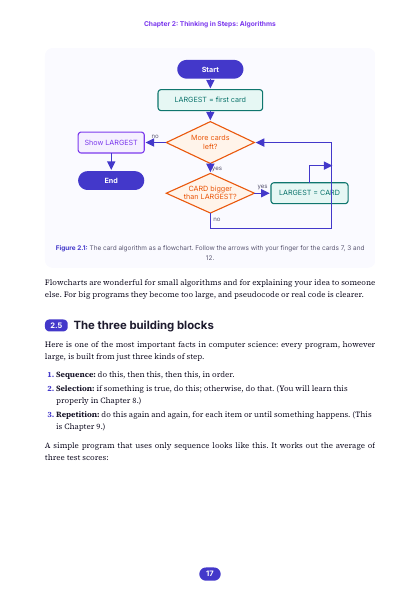 Chapter 2: Thinking in Steps: Algorithms
Start
LARGEST = first card
More cards
left?
no
Show LARGEST
yes
End
CARD bigger
than LARGEST?
yes
LARGEST = CARD
no
Figure 2.1: The card algorithm as a flowchart. Follow the arrows with your finger for the cards 7, 3 and
12.
Flowcharts are wonderful for small algorithms and for explaining your idea to someone
else. For big programs they become too large, and pseudocode or real code is clearer.
2.5 The three building blocks
Here is one of the most important facts in computer science: every program, however
large, is built from just three kinds of step.
1. Sequence: do this, then this, then this, in order.
2. Selection: if something is true, do this; otherwise, do that. (You will learn this
properly in Chapter 8.)
3. Repetition: do this again and again, for each item or until something happens. (This
is Chapter 9.)
A simple program that uses only sequence looks like this. It works out the average of
three test scores:
17